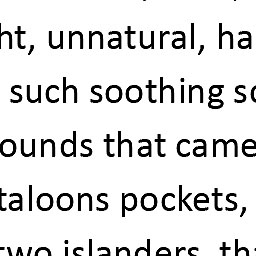 ht, unnatural, ha
such soothing so
ounds that came
taloons pockets,
two islanders, th